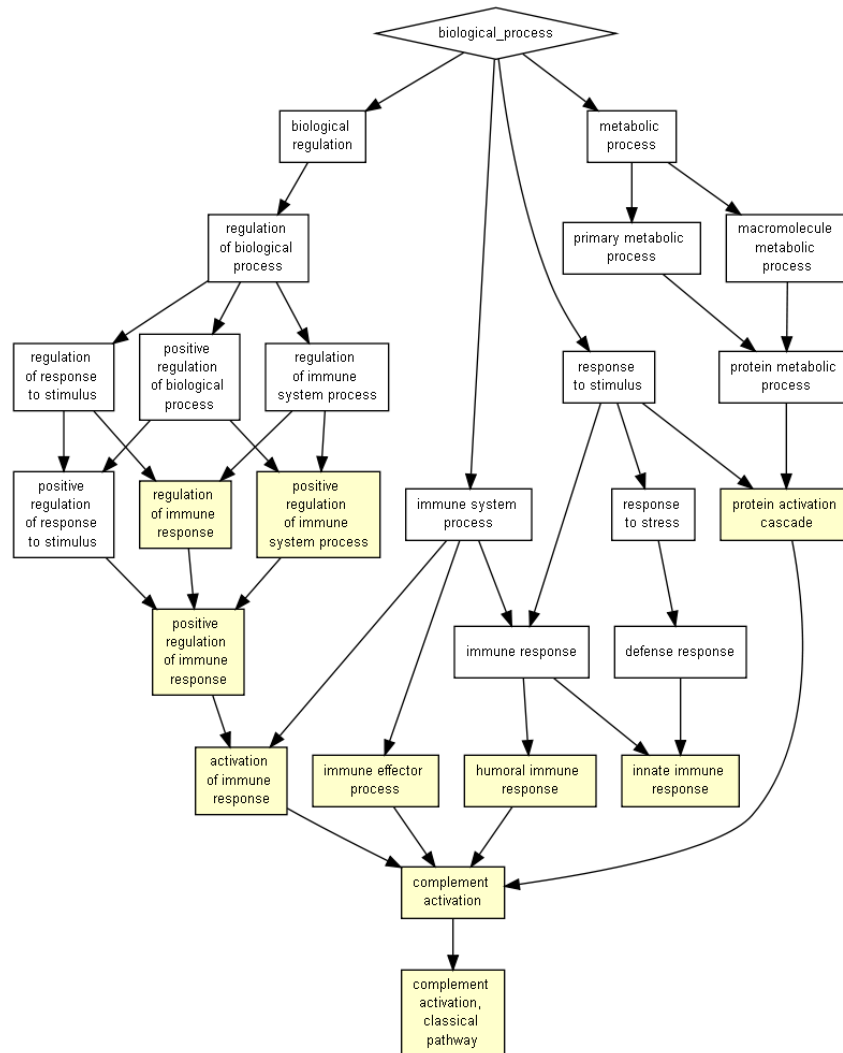 biological_process
biological
regulation
metabolic
process
regulation
of biological
process
primary metabolic
process
macromolecule
metabolic
process
regulation
of response
to stimulus
positive
regulation
of biological
process
regulation
of immune
system process
response
to stimulus
protein metabolic
process
positive
regulation
of response
to stimulus
regulation
of immune
response
positive
regulation
of immune
system process
immune system
process
response
to stress
protein activation
cascade
positive
regulation
of immune
response
immune response
defense response
activation
of immune
response
immune effector
process
humoral immune
response
innate immune
response
complement
activation
complement
activation,
classical
pathway